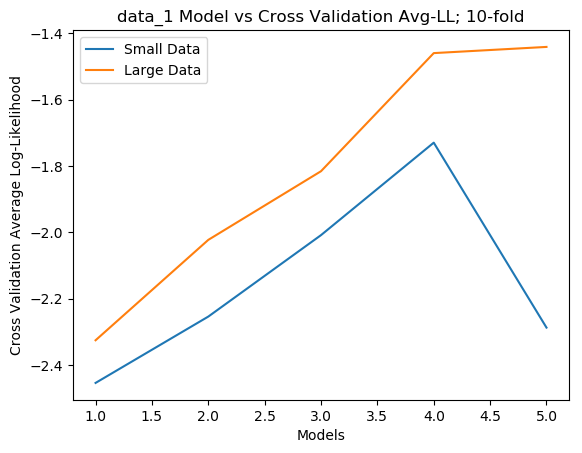 data_1 Model vs Cross Validation Avg-LL; 10-fold
Small Data
Large Data
Cross Validation Average Log-Likelihood
−1.4
−1.6
−1.8
−2.0
−2.2
−2.4
1.0 1.5 2.0 2.5 3.0 3.5 4.0 4.5 5.0
Models